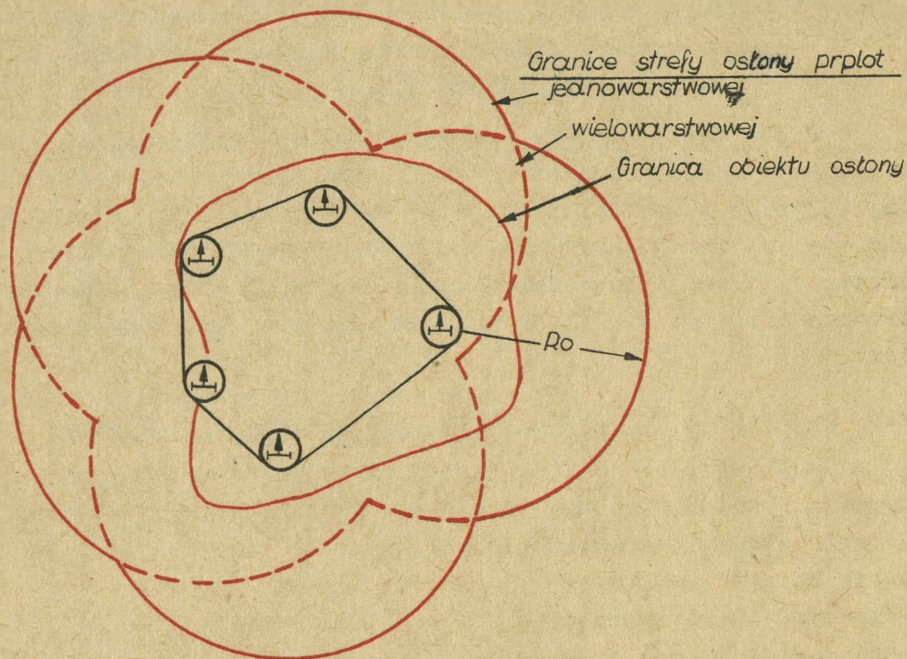 Granice strefy osłony prplot
jednowarstwowej
wielowarstwowej
Granica obiektu osłony
Ro